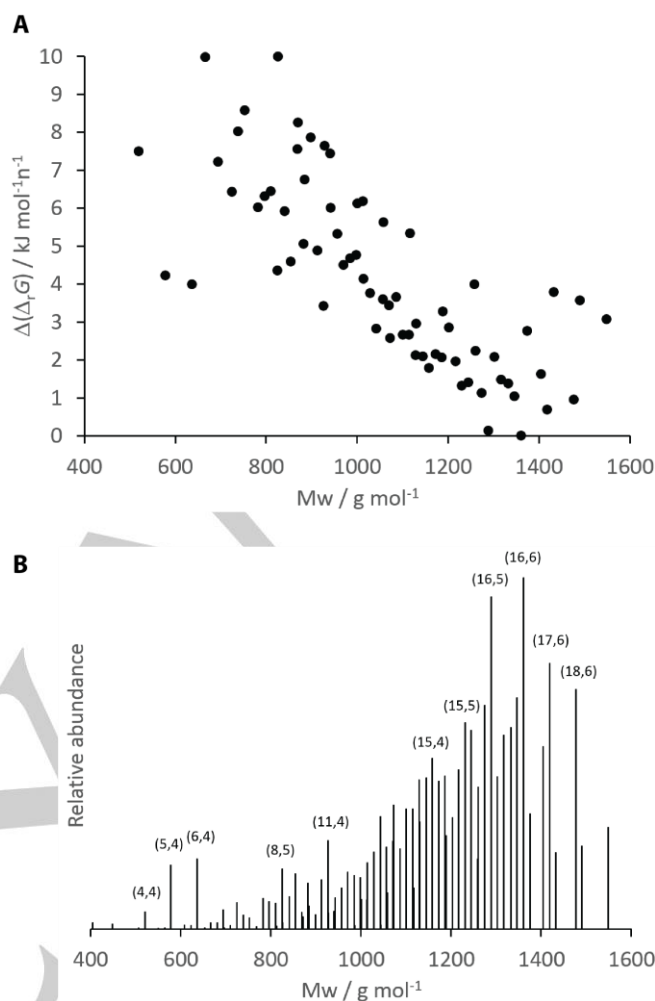 A
10
9
8
7
6
5
4
3
2
1
0
Δ(ΔᵣG) / kJ mol⁻¹n⁻¹
400 600 800 1000 1200 1400 1600
Mw / g mol⁻¹
B
(16,6)
(16,5)
(17,6)
(18,6)
(15,5)
(15,4)
(11,4)
(8,5)
(6,4)
(5,4)
(4,4)
Relative abundance
400 600 800 1000 1200 1400 1600
Mw / g mol⁻¹